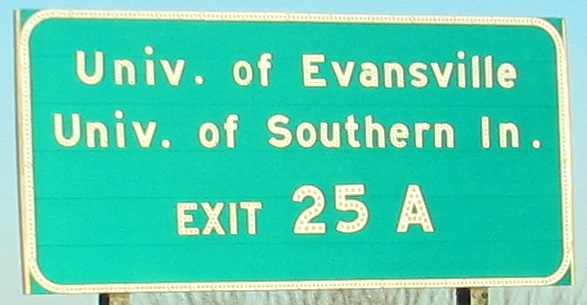 Univ. of Evansville
Univ. of Southern In.
EXIT 25 A